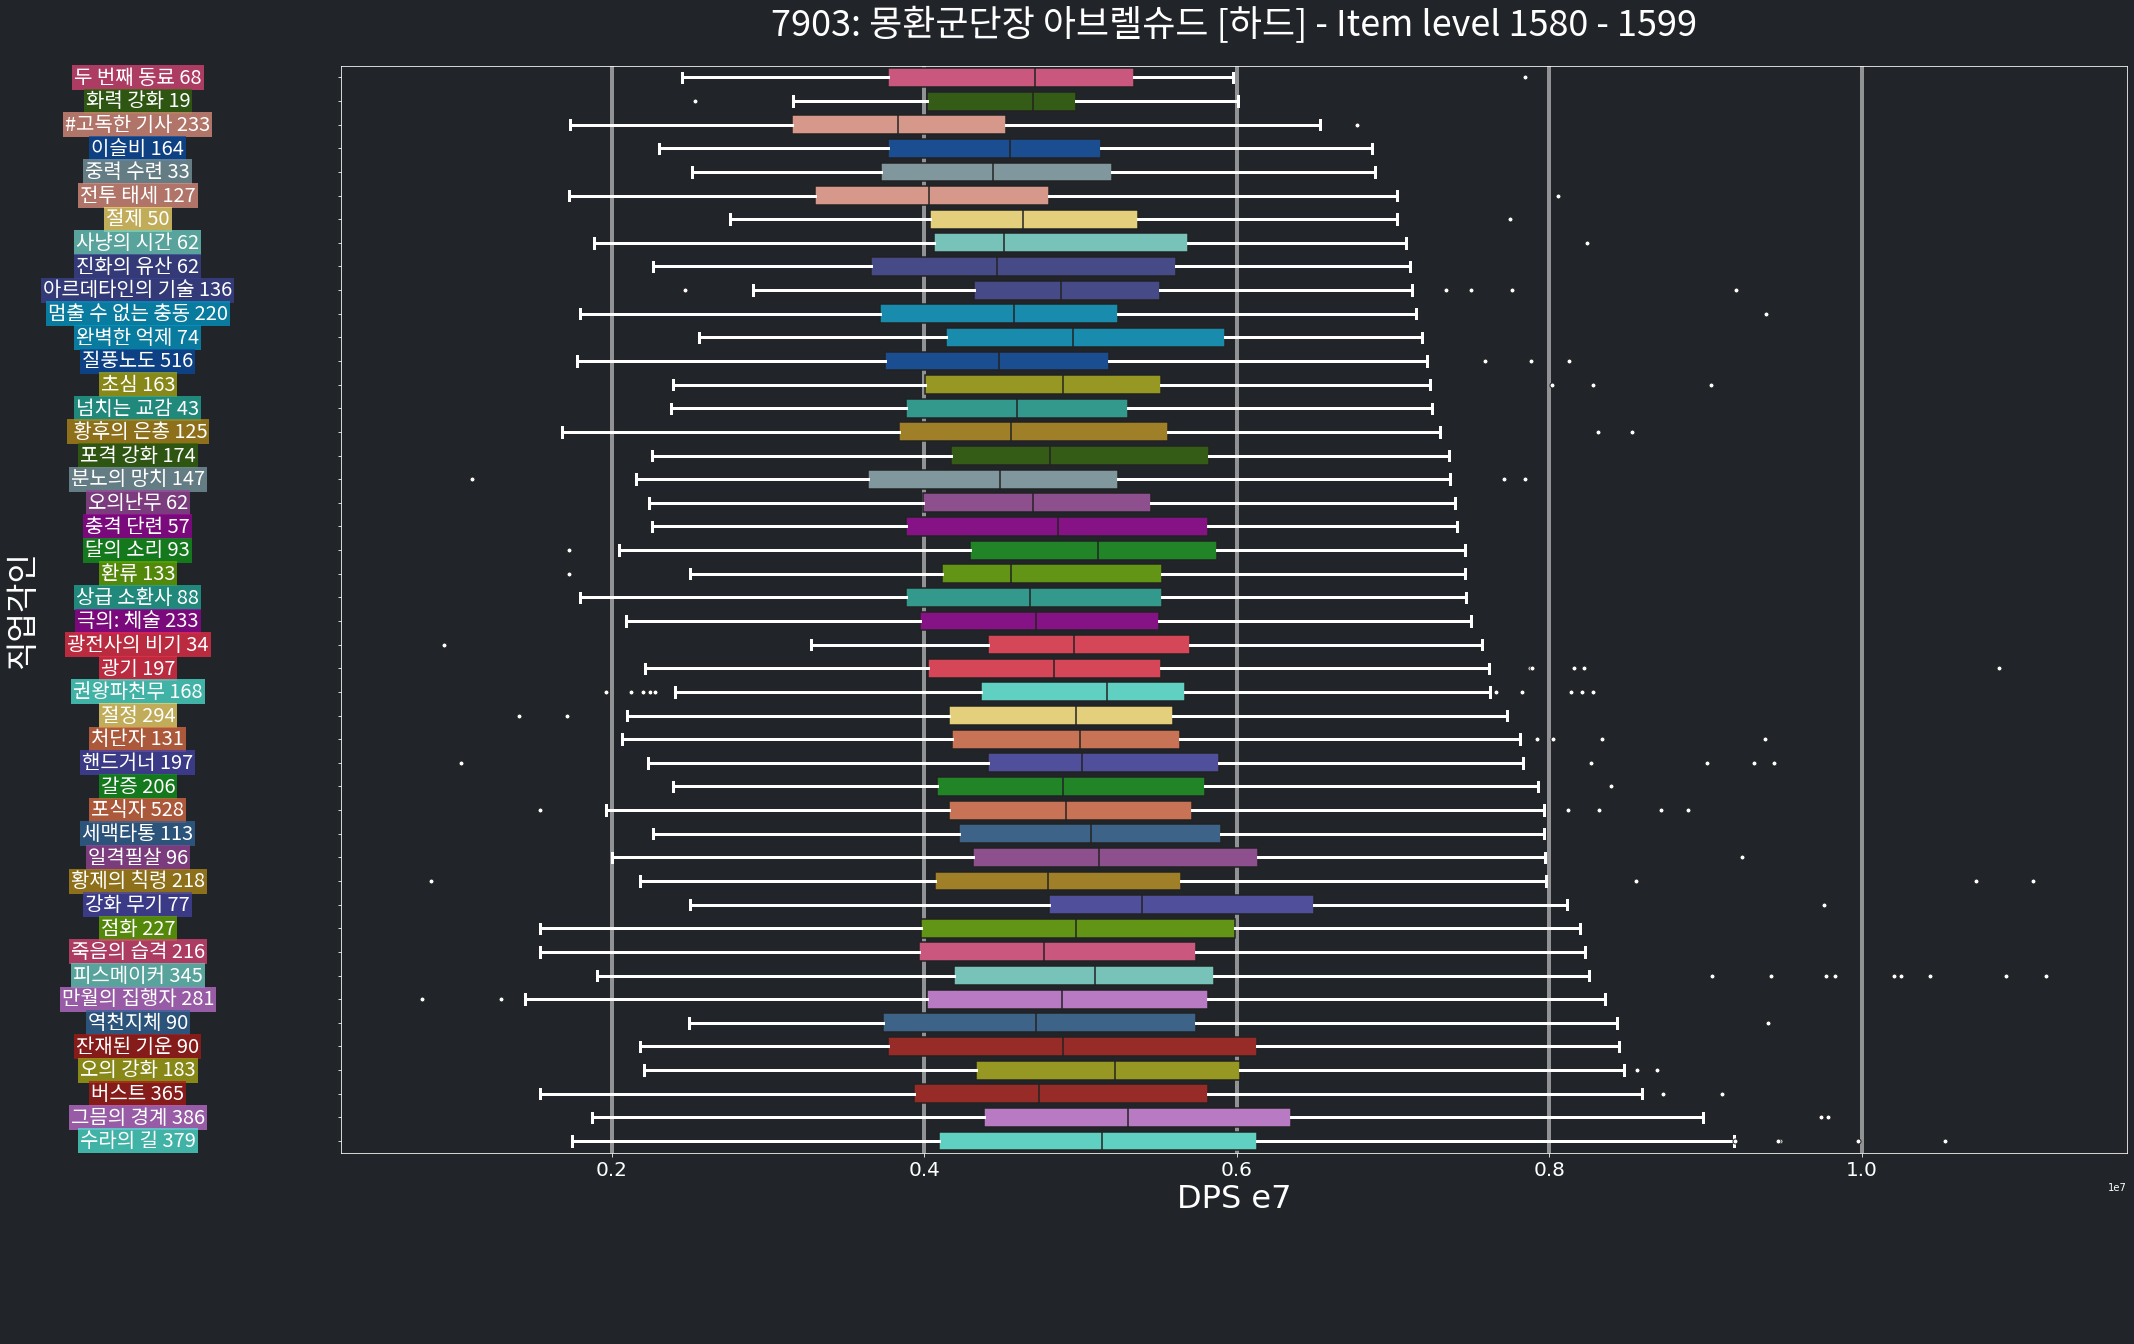 7903: 몽환군단장 아브렐슈드 [하드] - Item level 1580 - 1599
두 번째 동료 68
화력 강화 19
#고독한 기사 233
이슬비 164
중력 수련 33
전투 태세 127
절제 50
사냥의 시간 62
진화의 유산 62
아르데타인의 기술 136
멈출 수 없는 충동 220
완벽한 억제 74
질풍노도 516
초심 163
넘치는 교감 43
황후의 은총 125
포격 강화 174
분노의 망치 147
오의난무 62
충격 단련 57
달의 소리 93
환류 133
상급 소환사 88
극의: 체술 233
광전사의 비기 34
광기 197
권왕파천무 168
절정 294
처단자 131
핸드거너 197
갈증 206
포식자 528
세맥타통 113
일격필살 96
황제의 칙령 218
강화 무기 77
점화 227
죽음의 습격 216
피스메이커 345
만월의 집행자 281
역천지체 90
잔재된 기운 90
오의 강화 183
버스트 365
그믐의 경계 386
수라의 길 379
직업각인
0.2 0.4 0.6 0.8 1.0
DPS e7
1e7